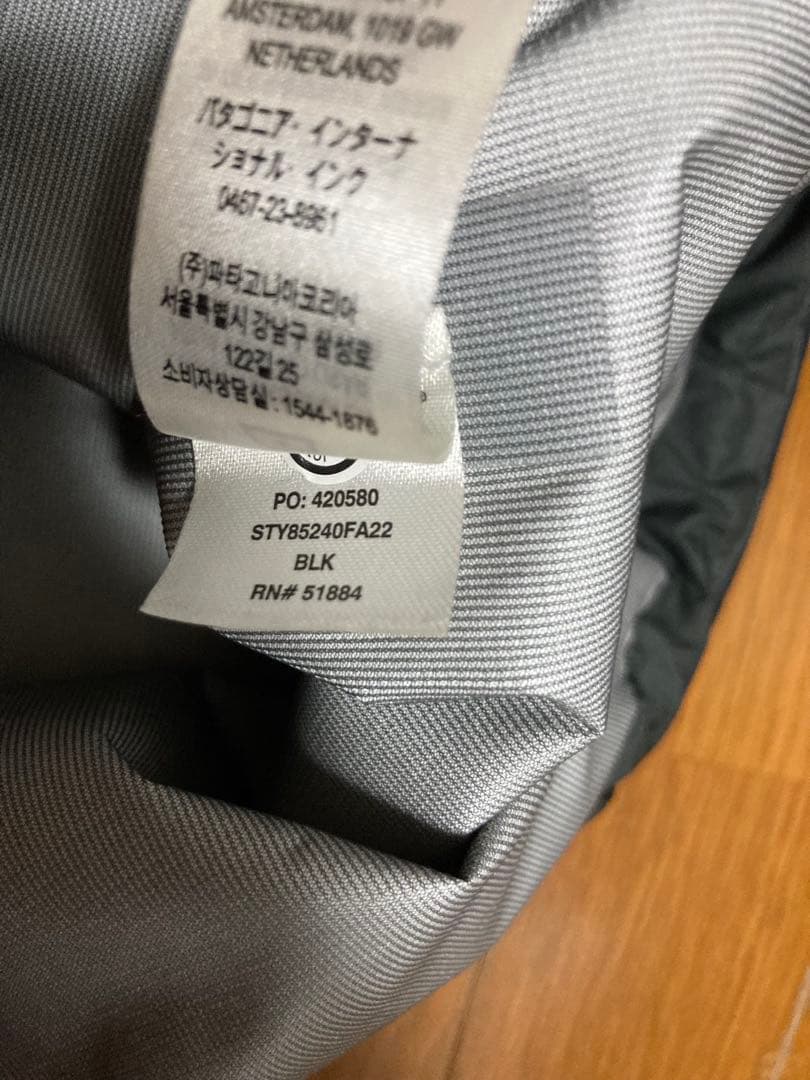 AMSTERDAM, 1019 GW
NETHERLANDS
パタゴニア・インターナ
ショナル・インク
0467-23-8961
(주)파타고니아코리아
서울특별시 강남구 삼성로
122길 25
소비자상담실 : 1544-1876
PO: 420580
STY85240FA22
BLK
RN# 51884